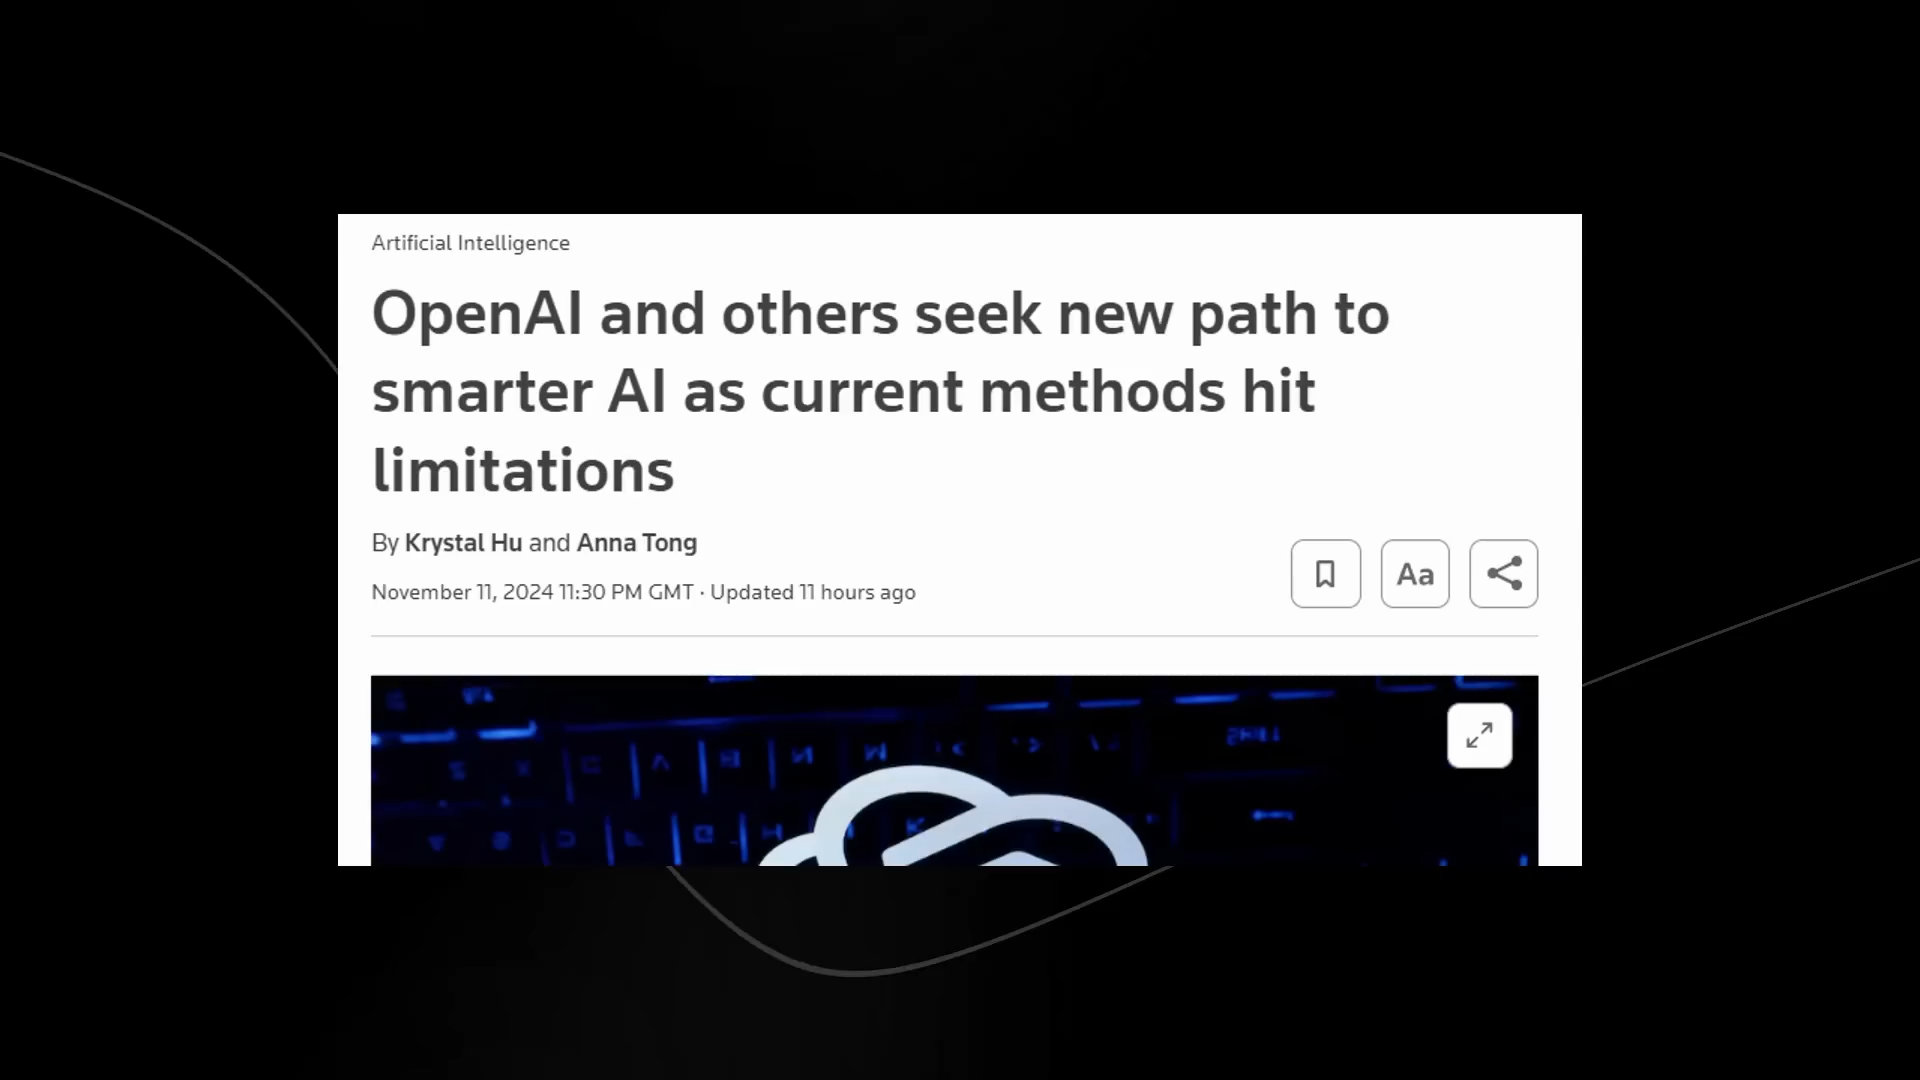 Artificial Intelligence
OpenAI and others seek new path to
smarter AI as current methods hit
limitations
By Krystal Hu and Anna Tong
November 11, 2024 11:30 PM GMT · Updated 11 hours ago
Aa